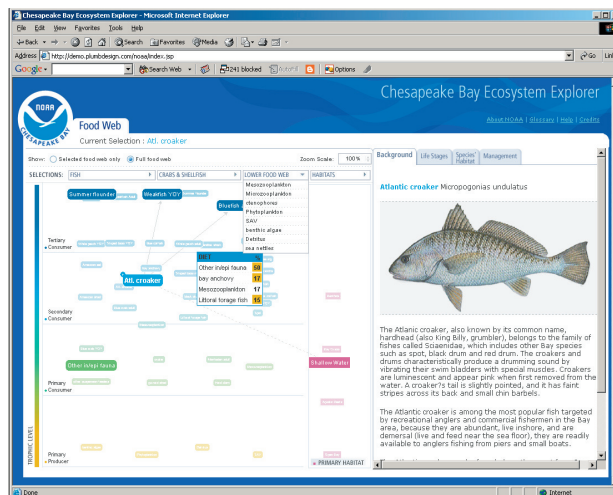 Chesapeake Bay Ecosystem Explorer - Microsoft Internet Explorer
File Edit View Favorites Tools Help
Back Search Favorites Media
Address http://demo.plumbdesign.com/noaa/index.jsp Go Lin
Google Search Web 241 blocked Autofill Options
Chesapeake Bay Ecosystem Explorer
NOAA
CHESAPEAKE BAY
About NOAA | Glossary | Help | Credits
Food Web
Current Selection : Atl. croaker
Show: Selected food web only Full food web Zoom Scale: 100%
SELECTIONS: FISH CRABS & SHELLFISH LOWER FOOD WEB HABITATS
Mesozooplankton
Microzooplankton
ctenophores
Phytoplankton
SAV
benthic algae
Detritus
sea nettles
Summer flounder Weakfish YOY Bluefish
Tertiary
Consumer
DIET %
Other in/epi fauna 50
bay anchovy 17
Mesozooplankton 17
Littoral forage fish 15
Atl. croaker
Secondary
Consumer
Shallow Water
Other in/epi fauna
Primary
Consumer
Primary
Producer
TROPHIC LEVEL
PRIMARY HABITAT
Background Life Stages Species' Habitat Management
Atlantic croaker Micropogonias undulatus
The Atlanic croaker, also known by its common name,
hardhead (also King Billy, grumbler), belongs to the family of
fishes called Sciaenidae, which includes other Bay species
such as spot, black drum and red drum. The croakers and
drums characteristically produce a drumming sound by
vibrating their swim bladders with special muscles. Croakers
are luminescent and appear pink when first removed from the
water. A croaker?s tail is slightly pointed, and it has faint
stripes across its back and small chin barbels.
The Atlantic croaker is among the most popular fish targeted
by recreational anglers and commercial fishermen in the Bay
area, because they are abundant, live inshore, and are
demersal (live and feed near the sea floor), they are readily
available to anglers fishing from piers and small boats.
Done Internet